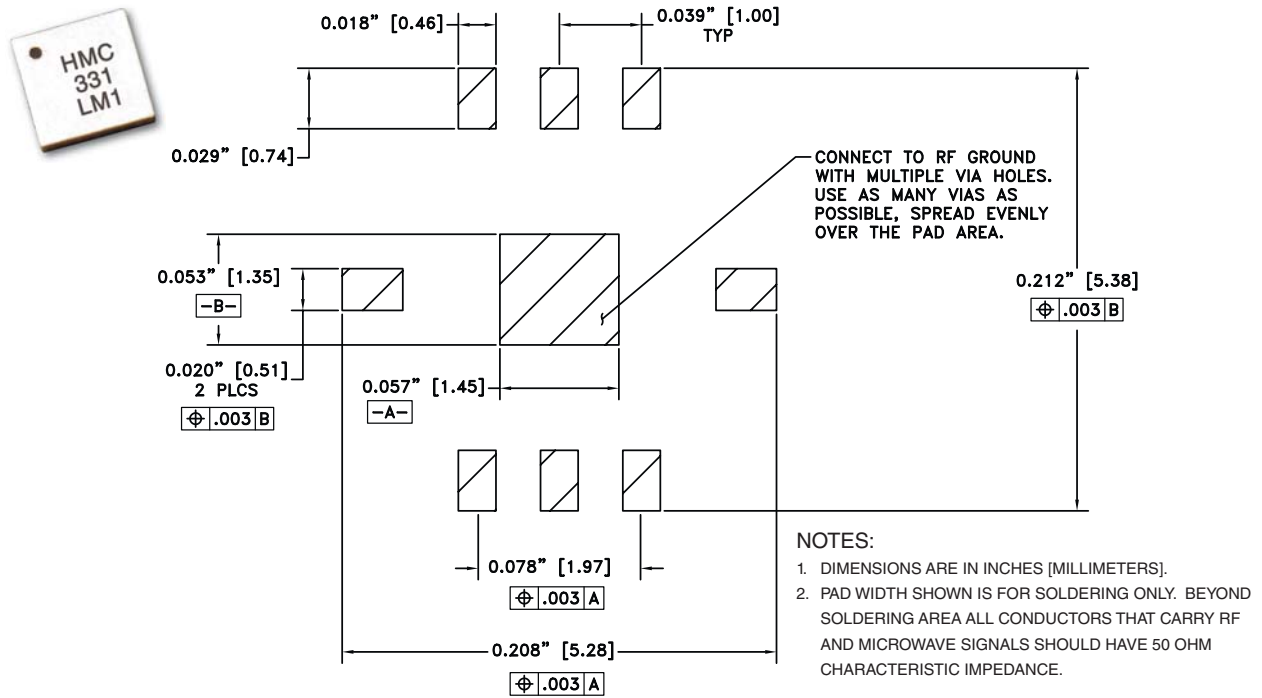 HMC
331
LM1
0.018" [0.46]
0.039" [1.00]
TYP
0.029" [0.74]
CONNECT TO RF GROUND
WITH MULTIPLE VIA HOLES.
USE AS MANY VIAS AS
POSSIBLE, SPREAD EVENLY
OVER THE PAD AREA.
0.053" [1.35]
-B-
0.212" [5.38]
⌖ .003 B
0.020" [0.51]
2 PLCS
⌖ .003 B
0.057" [1.45]
-A-
0.078" [1.97]
⌖ .003 A
0.208" [5.28]
⌖ .003 A
NOTES:
1. DIMENSIONS ARE IN INCHES [MILLIMETERS].
2. PAD WIDTH SHOWN IS FOR SOLDERING ONLY. BEYOND
SOLDERING AREA ALL CONDUCTORS THAT CARRY RF
AND MICROWAVE SIGNALS SHOULD HAVE 50 OHM
CHARACTERISTIC IMPEDANCE.